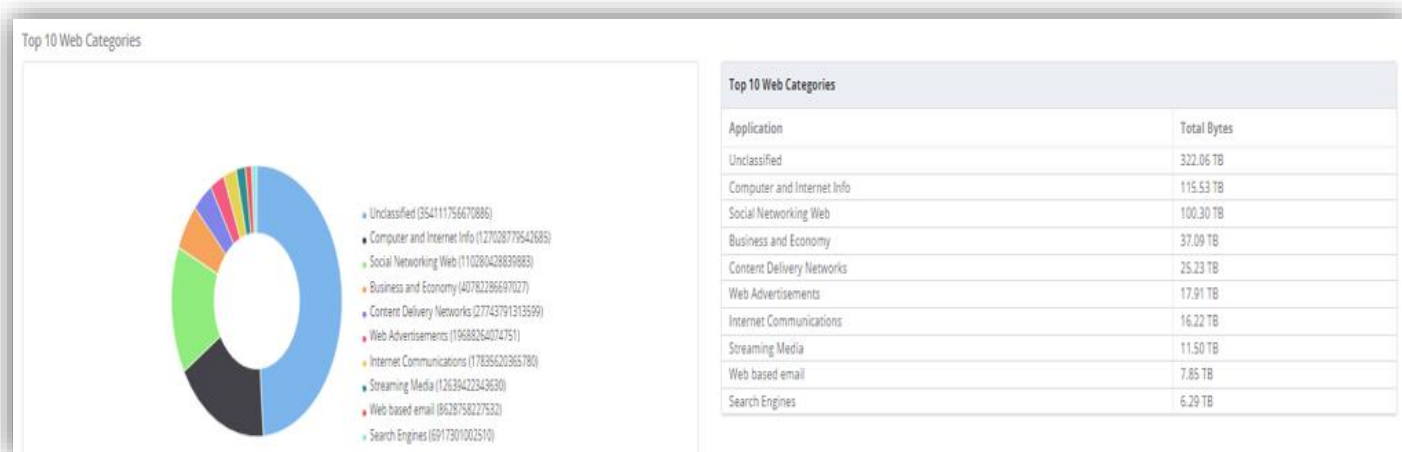 Top 10 Web Categories
Unclassified (354111756670886)
Computer and Internet Info (127028779542685)
Social Networking Web (110280428839883)
Business and Economy (40782286697027)
Content Delivery Networks (27743791313599)
Web Advertisements (19688264074751)
Internet Communications (17835620365780)
Streaming Media (12639422343630)
Web based email (8628758227532)
Search Engines (6917301002510)
Top 10 Web Categories
Application Total Bytes
Unclassified 322.06 TB
Computer and Internet Info 115.53 TB
Social Networking Web 100.30 TB
Business and Economy 37.09 TB
Content Delivery Networks 25.23 TB
Web Advertisements 17.91 TB
Internet Communications 16.22 TB
Streaming Media 11.50 TB
Web based email 7.85 TB
Search Engines 6.29 TB